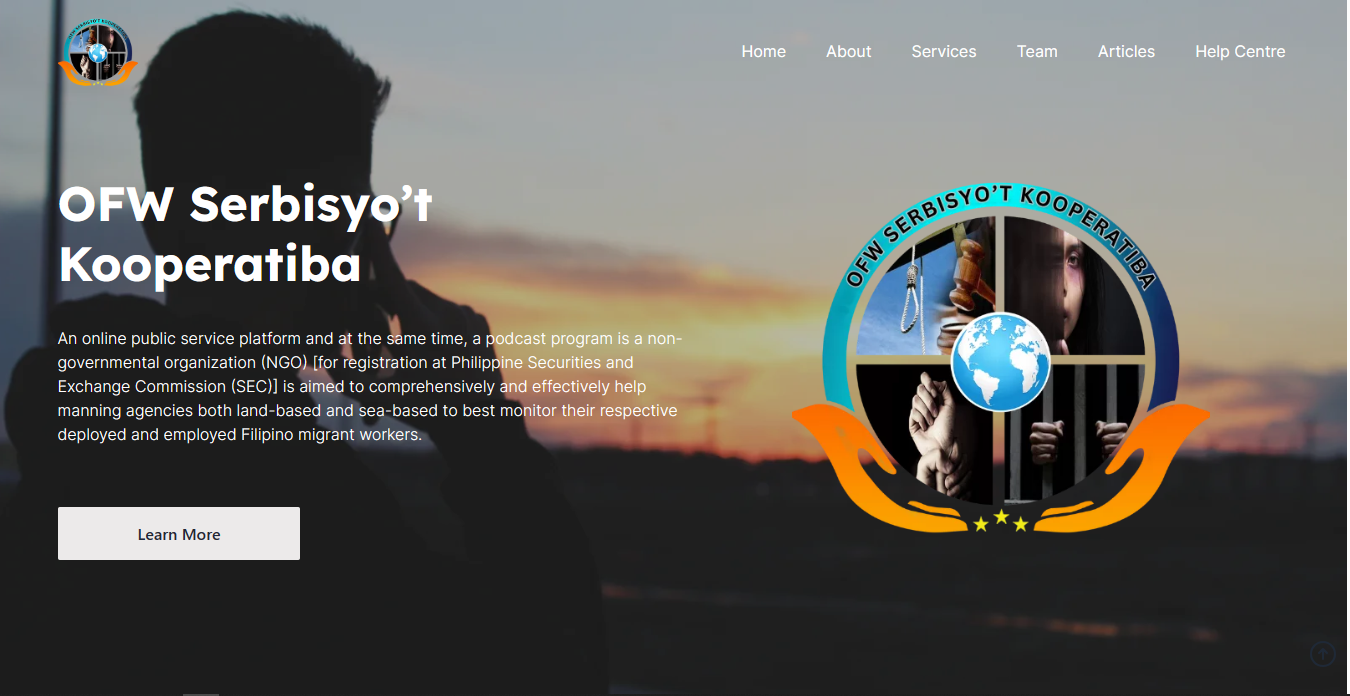 OFW SERBISYO'T KOOPERATIBA
Home About Services Team Articles Help Centre
OFW Serbisyo’t
Kooperatiba
An online public service platform and at the same time, a podcast program is a non-
governmental organization (NGO) [for registration at Philippine Securities and
Exchange Commission (SEC)] is aimed to comprehensively and effectively help
manning agencies both land-based and sea-based to best monitor their respective
deployed and employed Filipino migrant workers.
Learn More
OFW SERBISYO’T KOOPERATIBA